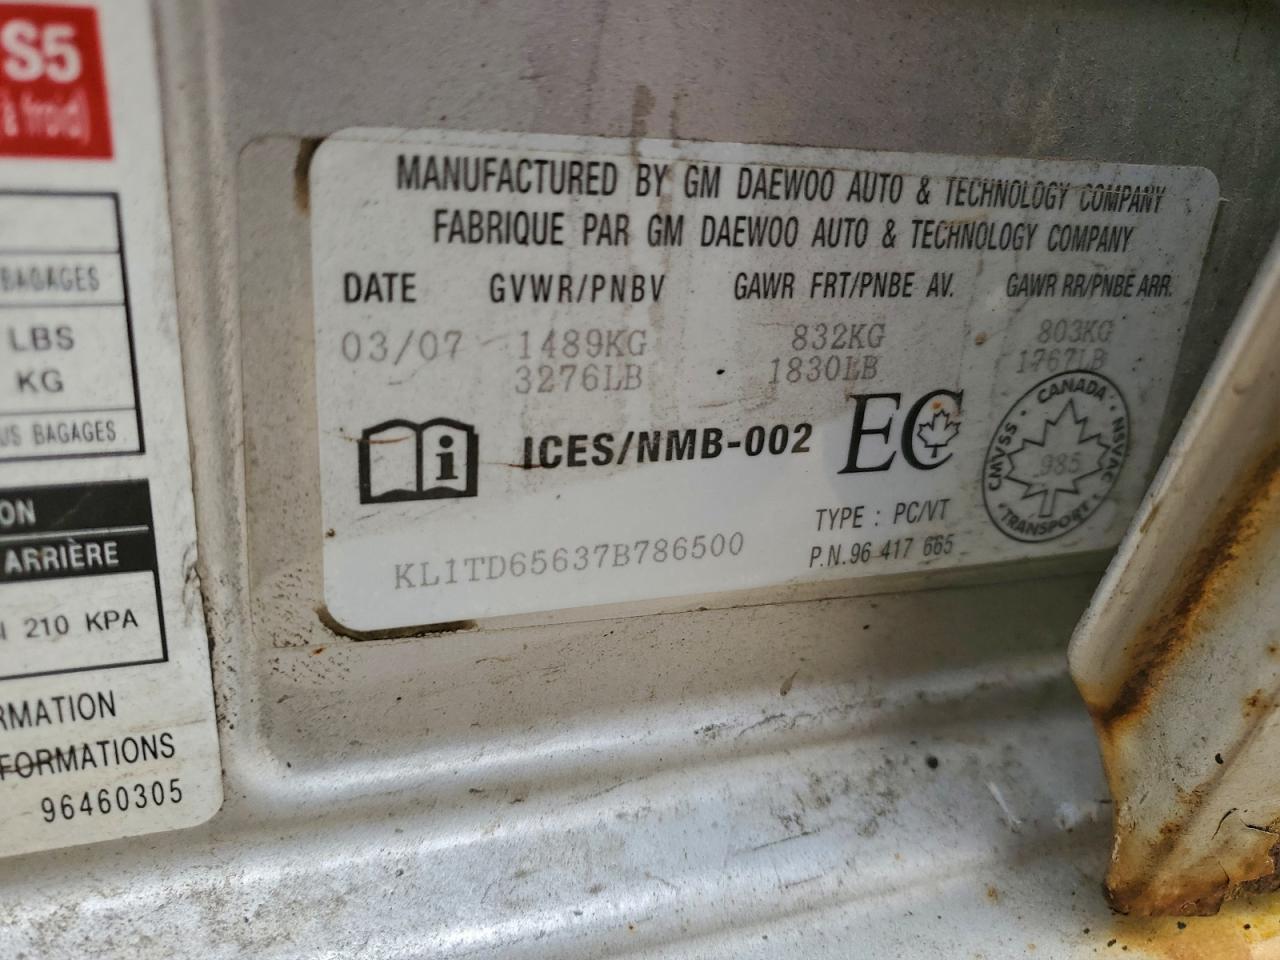 S5
à froid)
BAGAGES
LBS
KG
US BAGAGES
ON
ARRIÈRE
210 KPA
RMATION
FORMATIONS
96460305
MANUFACTURED BY GM DAEWOO AUTO & TECHNOLOGY COMPANY
FABRIQUE PAR GM DAEWOO AUTO & TECHNOLOGY COMPANY
DATE GVWR/PNBV GAWR FRT/PNBE AV. GAWR RR/PNBE ARR.
03/07 1489KG 832KG 803KG
3276LB 1830LB 1767LB
i ICES/NMB-002 EC
CANADA
CMVSS NSVAC
985
TRANSPORT
TYPE : PC/VT
KL1TD65637B786500 P.N. 96 417 665